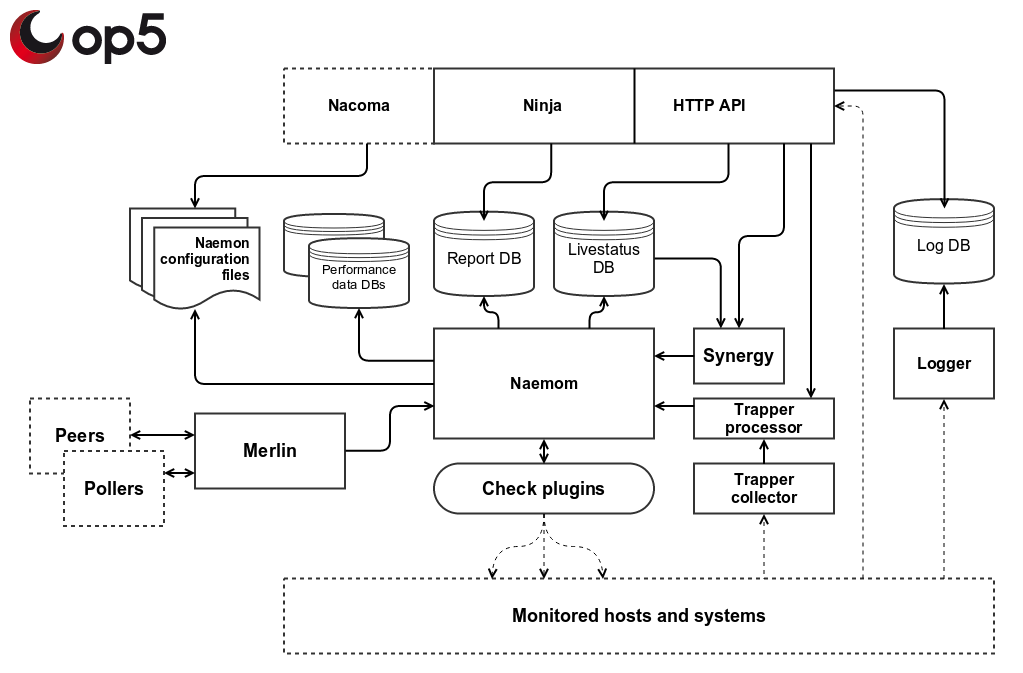 op5
Nacoma
Ninja
HTTP API
Naemon
configuration
files
Performance
data DBs
Report DB
Livestatus
DB
Log DB
Synergy
Logger
Naemom
Trapper
processor
Peers
Merlin
Pollers
Check plugins
Trapper
collector
Monitored hosts and systems